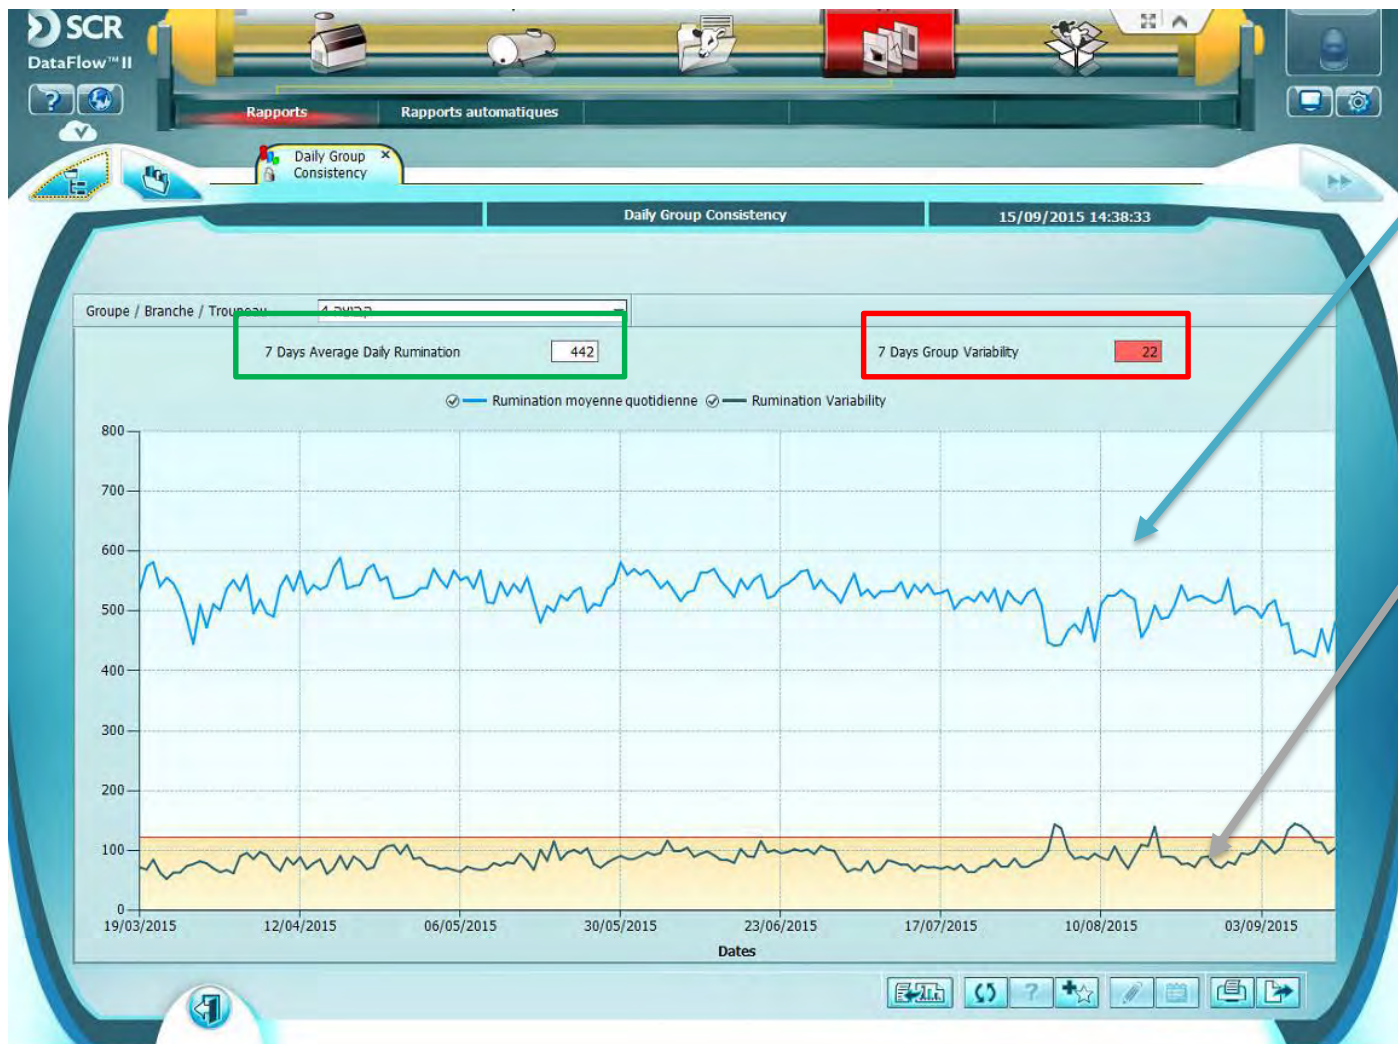 SCR
DataFlow™II
Rapports
Rapports automatiques
Daily Group
Consistency
Daily Group Consistency
15/09/2015 14:38:33
Groupe / Branche / Troupeau
קבוצה 4
7 Days Average Daily Rumination
442
7 Days Group Variability
22
Rumination moyenne quotidienne
Rumination Variability
800
700
600
500
400
300
200
100
0
19/03/2015
12/04/2015
06/05/2015
30/05/2015
23/06/2015
17/07/2015
10/08/2015
03/09/2015
Dates